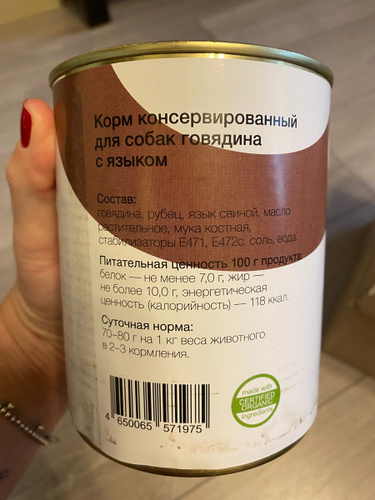 Корм консервированный
для собак говядина
с языком
Состав:
говядина, рубец, язык свиной, масло
растительное, мука костная,
стабилизаторы Е471, Е472с, соль, вода.
Питательная ценность 100 г продукта:
белок — не менее 7,0 г, жир —
не более 10,0 г, энергетическая
ценность (калорийность) — 118 ккал.
Суточная норма:
70–80 г на 1 кг веса животного
в 2–3 кормления.
4 650065 571975
made with
CERTIFIED
ORGANIC
ingredients